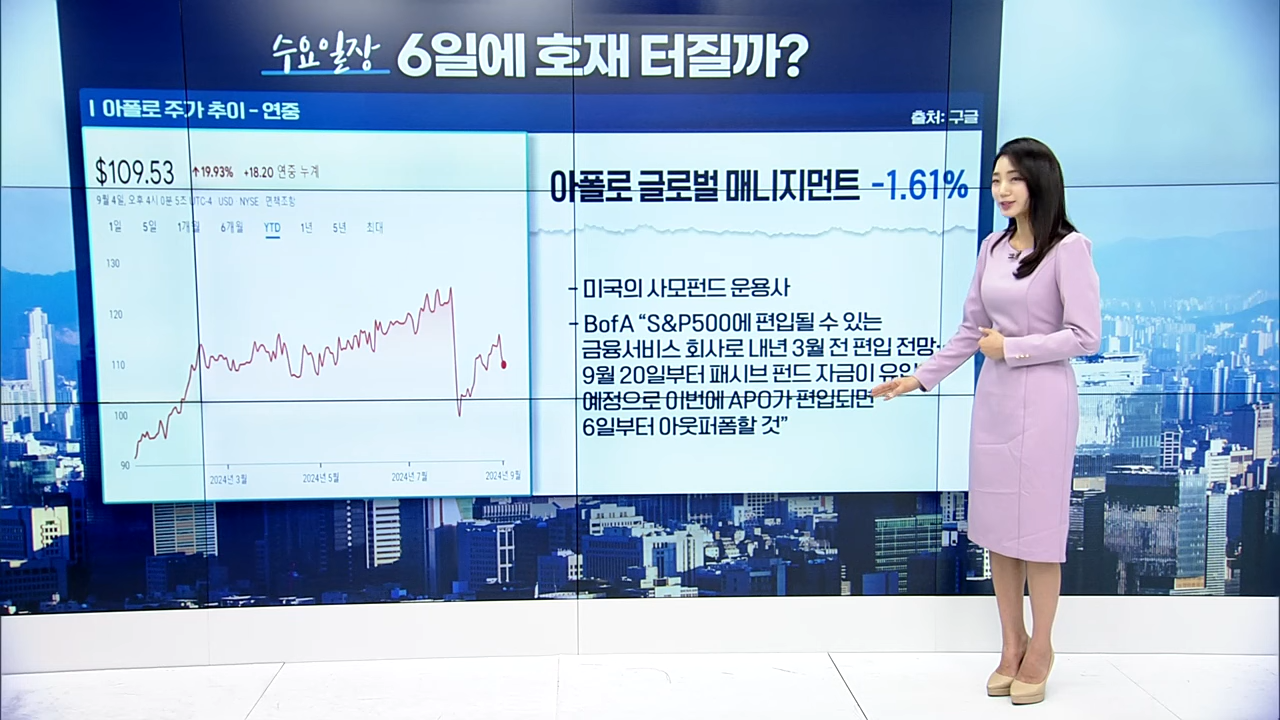 수요일장 6일에 호재 터질까?
| 아폴로 주가 추이 - 연중
출처: 구글
$109.53 ↑19.93% +18.20 연중 누계
9월 4일, 오후 4시 0분 5초 UTC-4 USD NYSE 면책조항
1일 5일 1개월 6개월 YTD 1년 5년 최대
130
120
110
100
90
2024년 3월 2024년 5월 2024년 7월 2024년 9월
아폴로 글로벌 매니지먼트 -1.61%
- 미국의 사모펀드 운용사
- BofA “S&P500에 편입될 수 있는
금융서비스 회사로 내년 3월 전 편입 전망
9월 20일부터 패시브 펀드 자금이
예정으로 이번에 APO가 편입되면
6일부터 아웃퍼폼할 것”